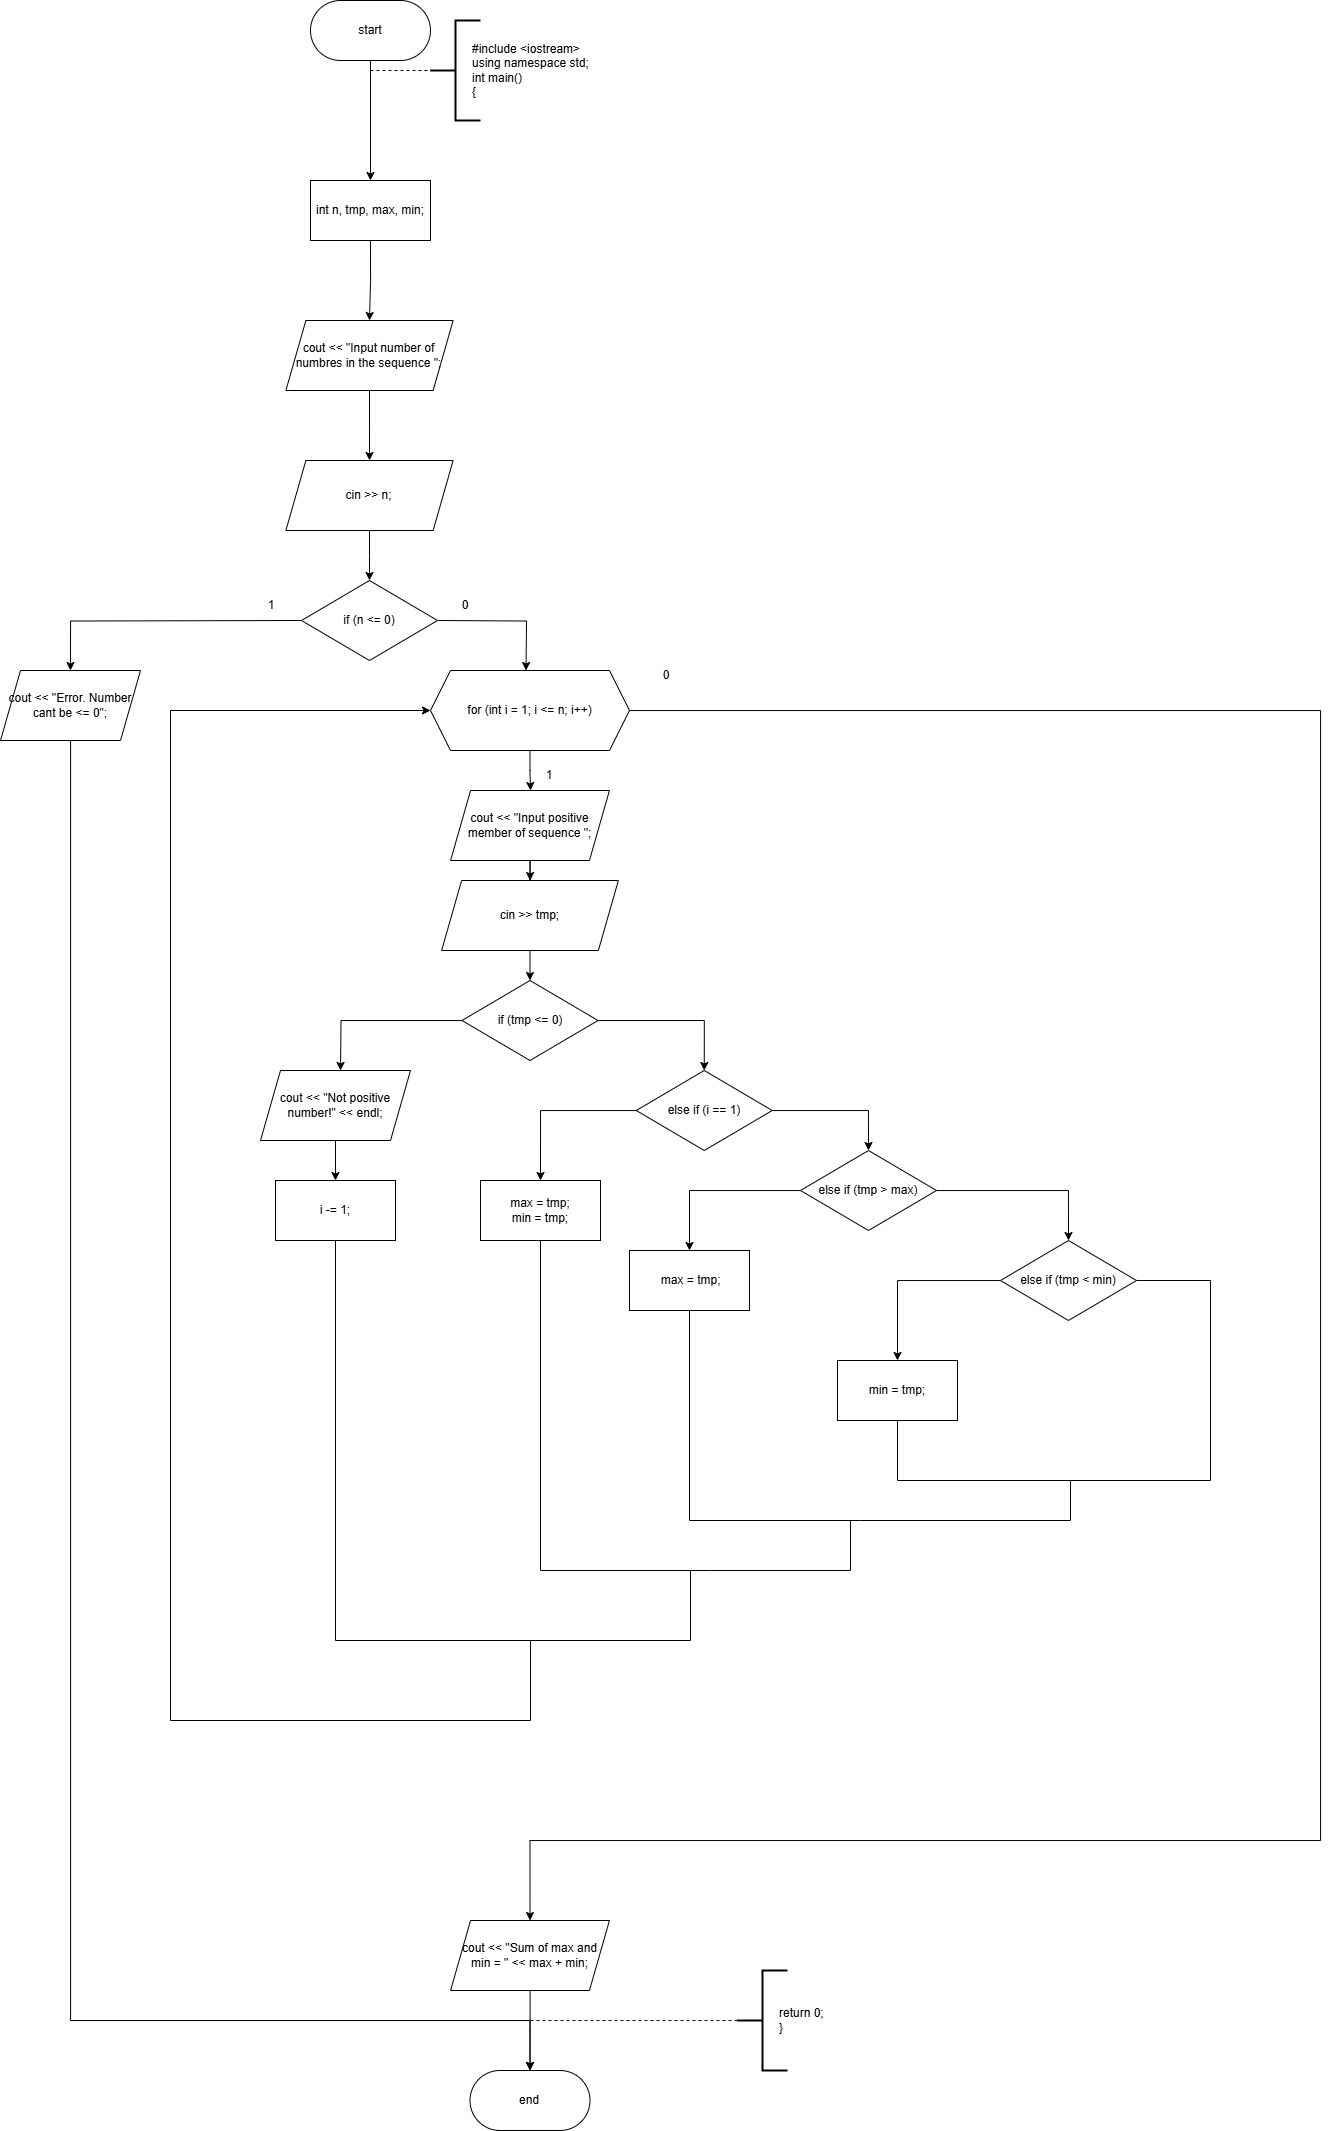 start
#include <iostream>
using namespace std;
int main()
{
int n, tmp, max, min;
cout << "Input number of
numbres in the sequence ";
cin >> n;
1
0
if (n <= 0)
0
cout << "Error. Number
cant be <= 0";
for (int i = 1; i <= n; i++)
1
cout << "Input positive
member of sequence ";
cin >> tmp;
if (tmp <= 0)
cout << "Not positive
number!" << endl;
else if (i == 1)
else if (tmp > max)
i -= 1;
max = tmp;
min = tmp;
max = tmp;
else if (tmp < min)
min = tmp;
cout << "Sum of max and
min = " << max + min;
return 0;
}
end